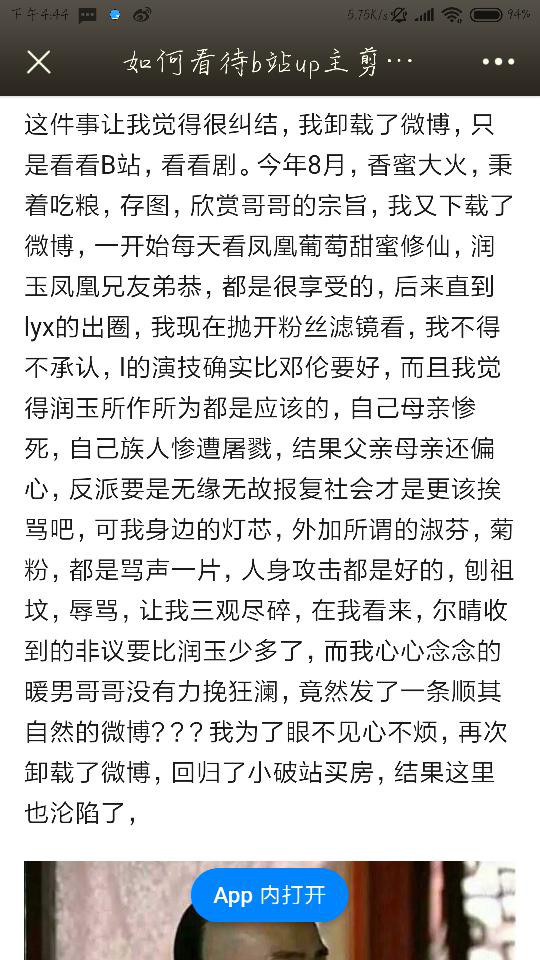 下午4:44
5.75K/s
94%
如何看待b站up主剪…
这件事让我觉得很纠结，我卸载了微博，只
是看看B站，看看剧。今年8月，香蜜大火，秉
着吃粮，存图，欣赏哥哥的宗旨，我又下载了
微博，一开始每天看凤凰葡萄甜蜜修仙，润
玉凤凰兄友弟恭，都是很享受的，后来直到
lyx的出圈，我现在抛开粉丝滤镜看，我不得
不承认，l的演技确实比邓伦要好，而且我觉
得润玉所作所为都是应该的，自己母亲惨
死，自己族人惨遭屠戮，结果父亲母亲还偏
心，反派要是无缘无故报复社会才是更该挨
骂吧，可我身边的灯芯，外加所谓的淑芬，菊
粉，都是骂声一片，人身攻击都是好的，刨祖
坟，辱骂，让我三观尽碎，在我看来，尔晴收
到的非议要比润玉少多了，而我心心念念的
暖男哥哥没有力挽狂澜，竟然发了一条顺其
自然的微博？？？我为了眼不见心不烦，再次
卸载了微博，回归了小破站买房，结果这里
也沦陷了，
App 内打开